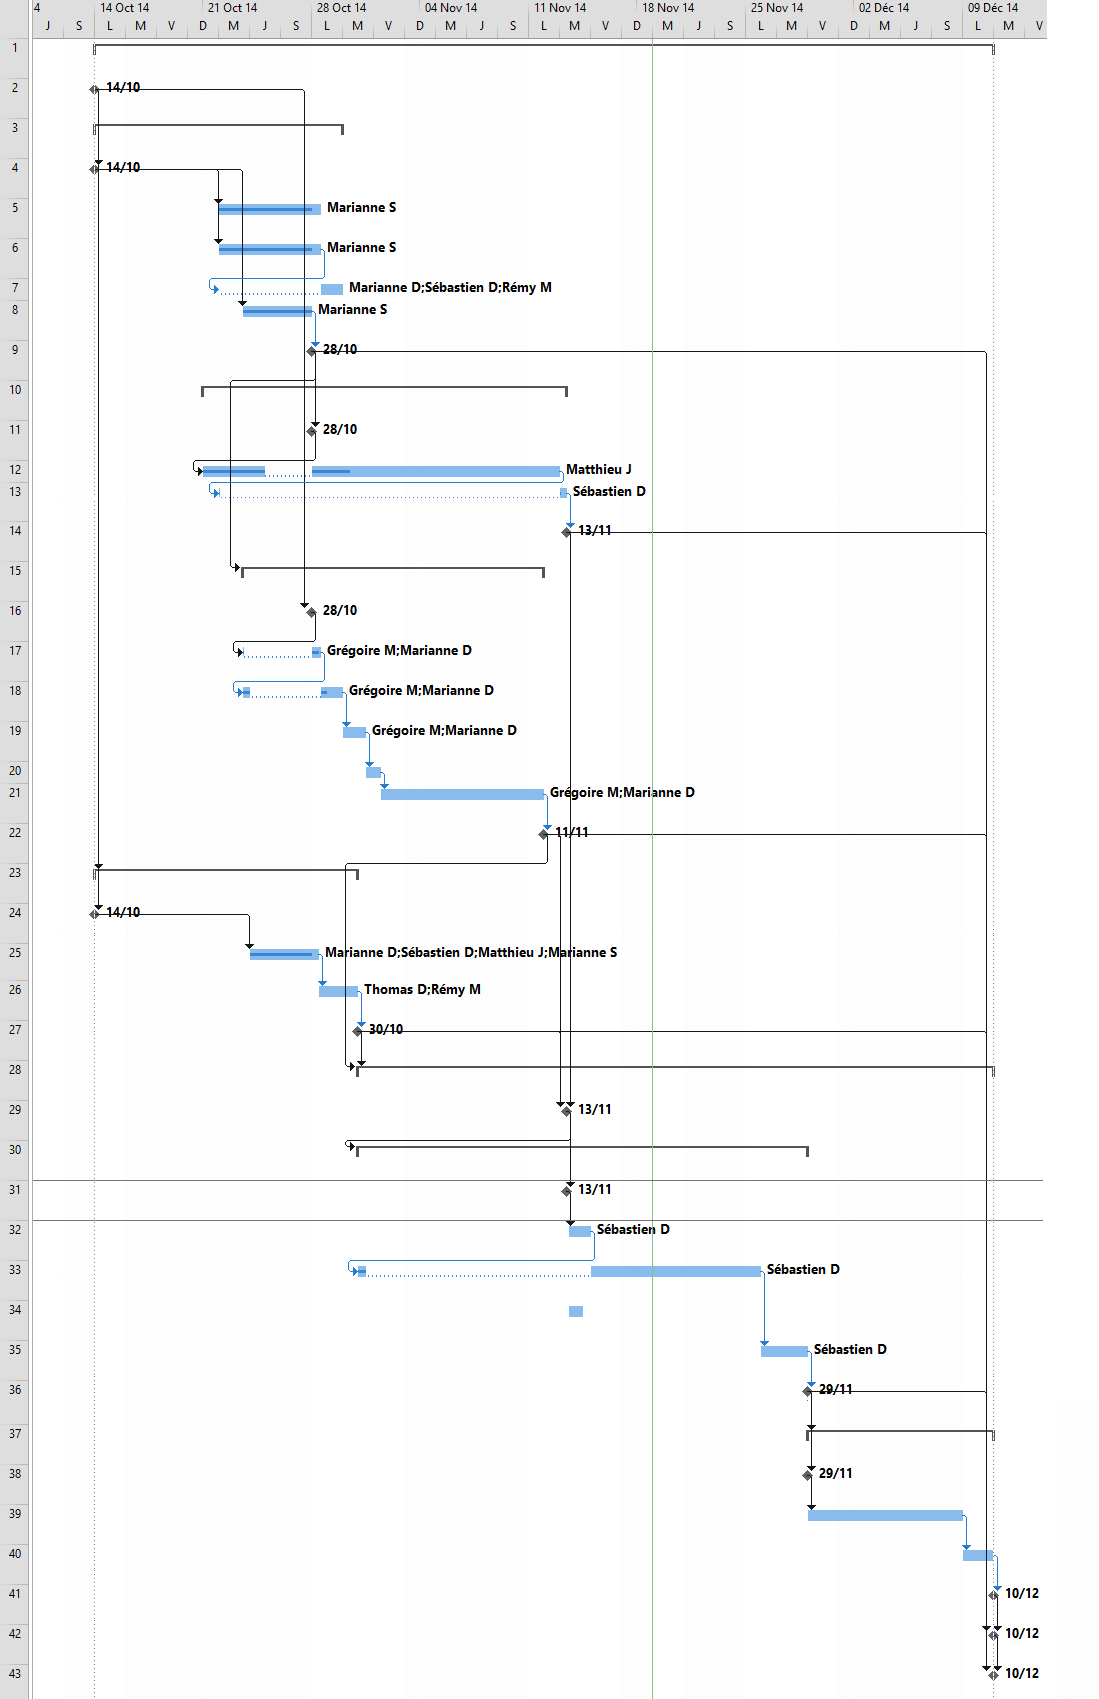 4 14 Oct 14 21 Oct 14 28 Oct 14 04 Nov 14 11 Nov 14 18 Nov 14 25 Nov 14 02 Déc 14 09 Déc 14
J S L M V D M J S L M V D M J S L M V D M J S L M V D M J S L M V
1
2 14/10
3
4 14/10
5 Marianne S
6 Marianne S
7 Marianne D;Sébastien D;Rémy M
8 Marianne S
9 28/10
10
11 28/10
12 Matthieu J
13 Sébastien D
14 13/11
15
16 28/10
17 Grégoire M;Marianne D
18 Grégoire M;Marianne D
19 Grégoire M;Marianne D
20
21 Grégoire M;Marianne D
22 11/11
23
24 14/10
25 Marianne D;Sébastien D;Matthieu J;Marianne S
26 Thomas D;Rémy M
27 30/10
28
29 13/11
30
31 13/11
32 Sébastien D
33 Sébastien D
34
35 Sébastien D
36 29/11
37
38 29/11
39
40
41 10/12
42 10/12
43 10/12